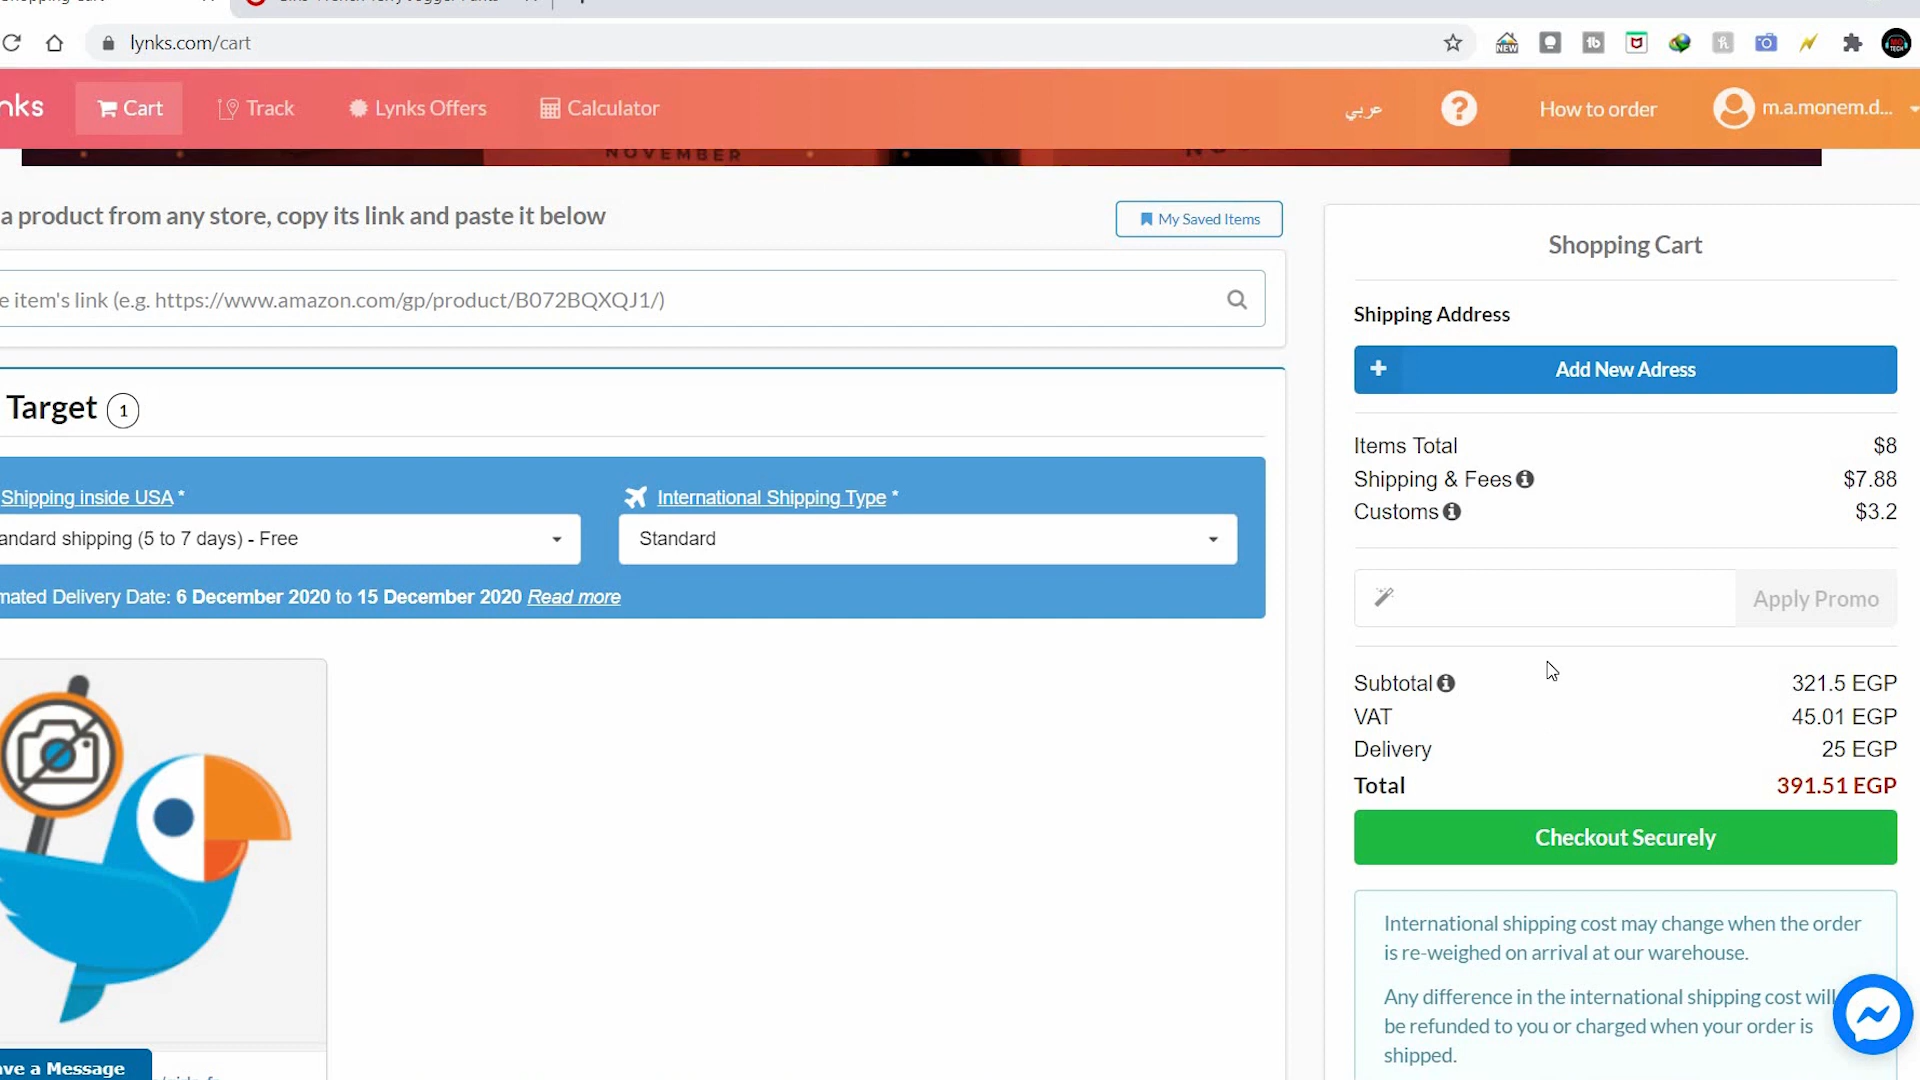 lynks.com/cart
NEW
nks
Cart
Track
Lynks Offers
Calculator
عربي
How to order
m.a.monem.d...
NOVEMBER
a product from any store, copy its link and paste it below
My Saved Items
e item's link (e.g. https://www.amazon.com/gp/product/B072BQXQJ1/)
Target 1
Shipping inside USA *
International Shipping Type *
andard shipping (5 to 7 days) - Free
Standard
mated Delivery Date: 6 December 2020 to 15 December 2020 Read more
ave a Message
Shopping Cart
Shipping Address
+ Add New Adress
Items Total $8
Shipping & Fees $7.88
Customs $3.2
Apply Promo
Subtotal 321.5 EGP
VAT 45.01 EGP
Delivery 25 EGP
Total 391.51 EGP
Checkout Securely
International shipping cost may change when the order
is re-weighed on arrival at our warehouse.
Any difference in the international shipping cost will
be refunded to you or charged when your order is
shipped.